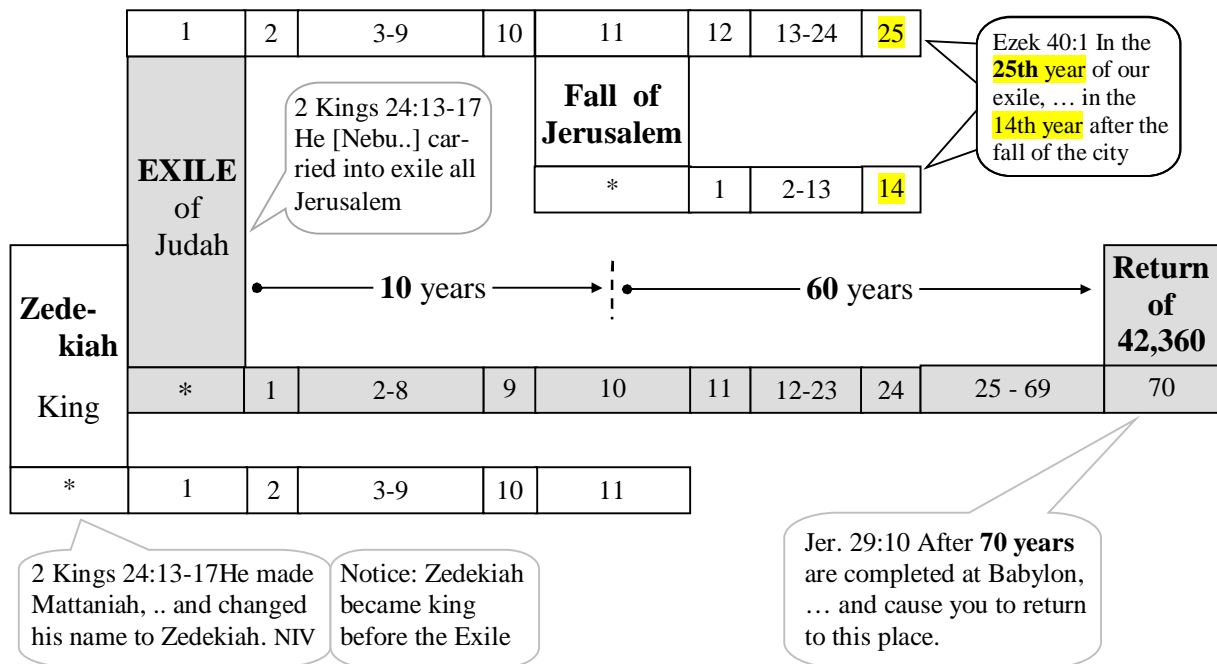 1 2 3-9 10 11 12 13-24 25
Ezek 40:1 In the
25th year of our
exile, … in the
14th year after the
fall of the city
2 Kings 24:13-17
He [Nebu..] car-
ried into exile all
Jerusalem
Fall of
Jerusalem
EXILE
of
Judah
* 1 2-13 14
Zede-
kiah
King
10 years
60 years
Return
of
42,360
* 1 2-8 9 10 11 12-23 24 25 - 69 70
* 1 2 3-9 10 11
2 Kings 24:13-17He made
Mattaniah, .. and changed
his name to Zedekiah. NIV
Notice: Zedekiah
became king
before the Exile
Jer. 29:10 After 70 years
are completed at Babylon,
… and cause you to return
to this place.